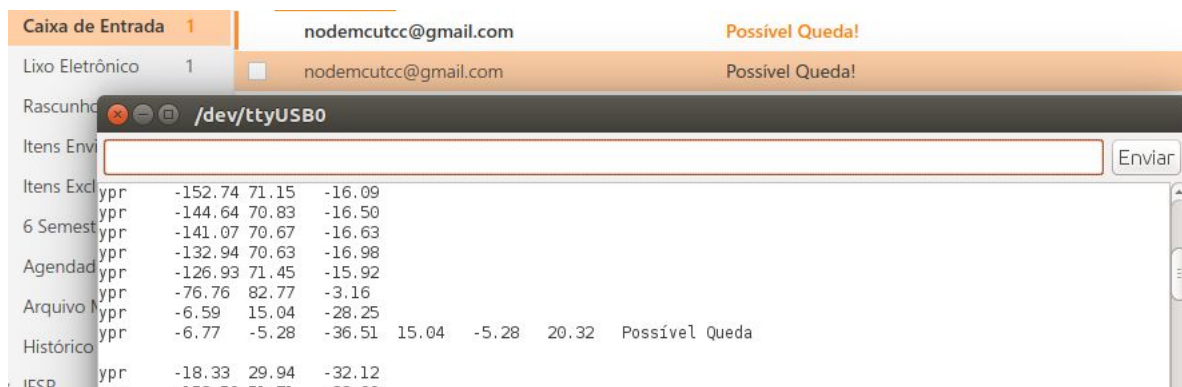 Caixa de Entrada 1 nodemcutcc@gmail.com Possível Queda!
Lixo Eletrônico 1 nodemcutcc@gmail.com Possível Queda!
/dev/ttyUSB0
Itens Envi
Enviar
Itens Excl
6 Semest
Agendad
Arquivo
Histórico
ypr -152.74 71.15 -16.09
ypr -144.64 70.83 -16.50
ypr -141.07 70.67 -16.63
ypr -132.94 70.63 -16.98
ypr -126.93 71.45 -15.92
ypr -76.76 82.77 -3.16
ypr -6.59 15.04 -28.25
ypr -6.77 -5.28 -36.51 15.04 -5.28 20.32 Possível Queda
ypr -18.33 29.94 -32.12